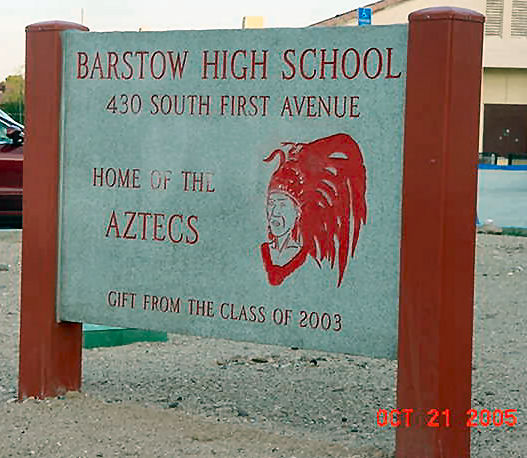 BARSTOW HIGH SCHOOL
430 SOUTH FIRST AVENUE
HOME OF THE
AZTECS
GIFT FROM THE CLASS OF 2003
OCT 21 2005